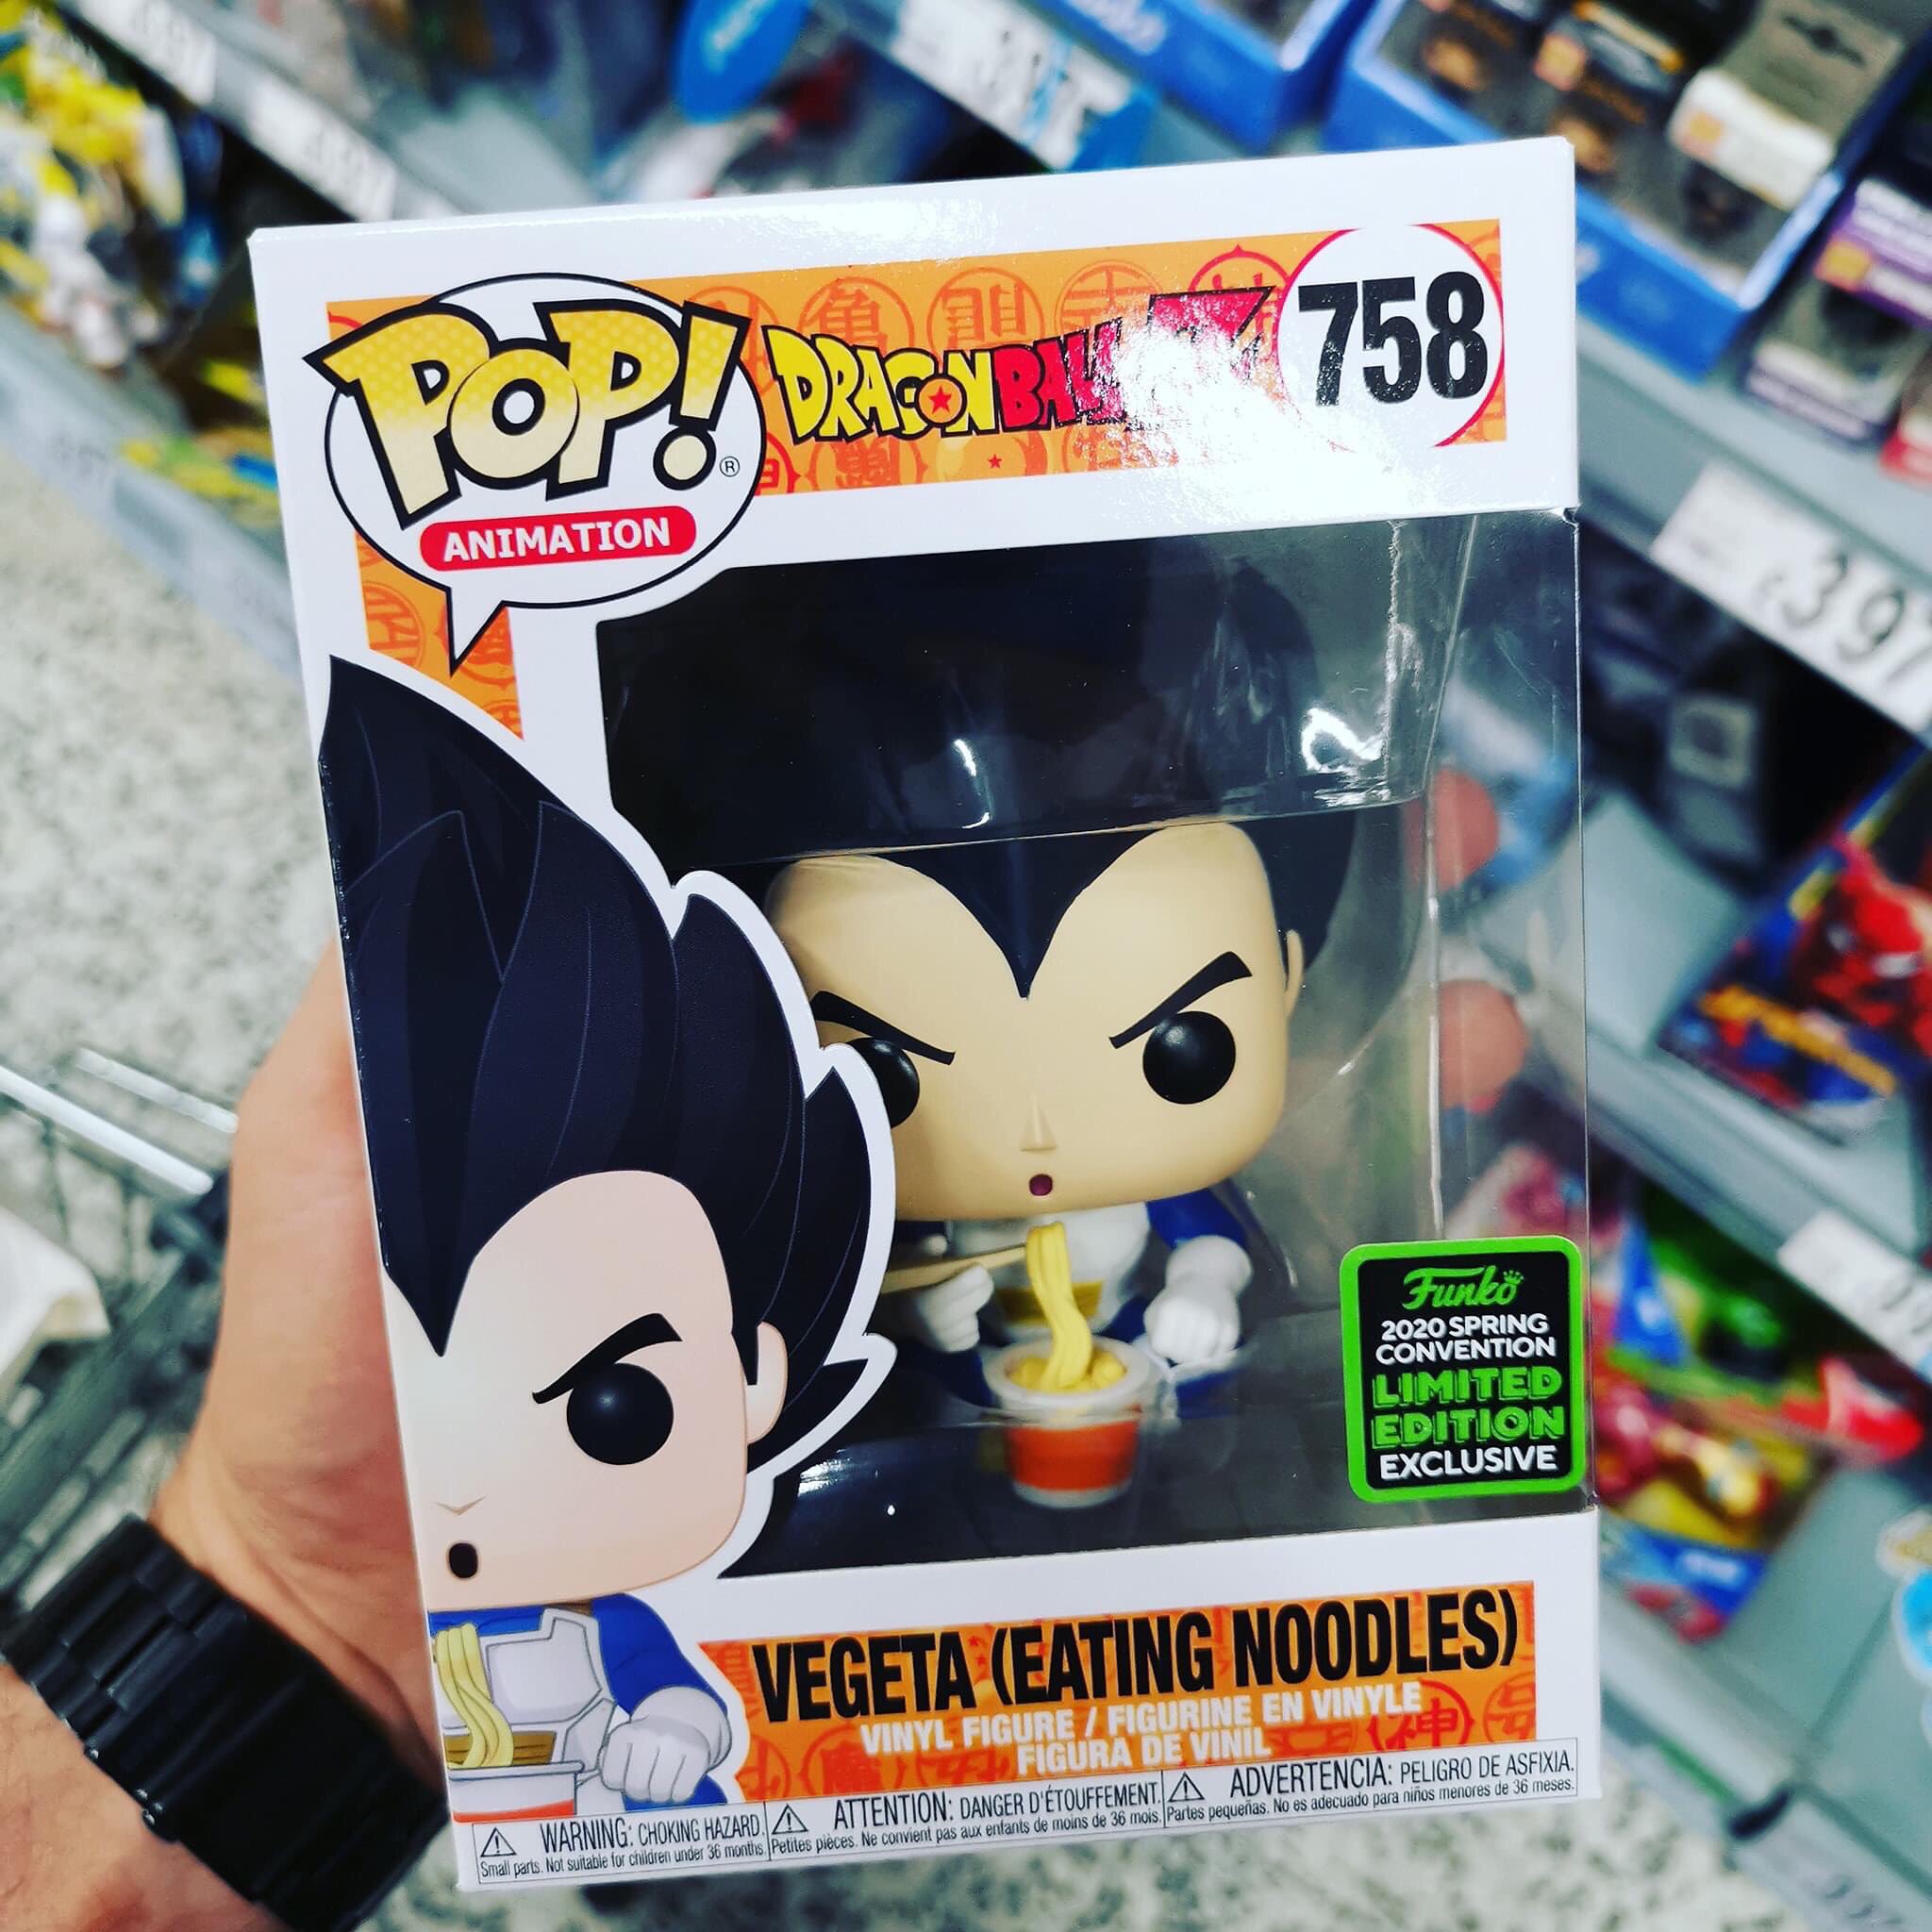 POP!®
ANIMATION
DRAGONBALL Z
758
Funko
2020 SPRING
CONVENTION
LIMITED
EDITION
EXCLUSIVE
VEGETA (EATING NOODLES)
VINYL FIGURE / FIGURINE EN VINYLE
FIGURA DE VINIL
WARNING: CHOKING HAZARD.
Small parts. Not suitable for children under 36 months.
ATTENTION: DANGER D'ÉTOUFFEMENT.
Petites pièces. Ne convient pas aux enfants de moins de 36 mois.
ADVERTENCIA: PELIGRO DE ASFIXIA.
Partes pequeñas. No es adecuado para niños menores de 36 meses.